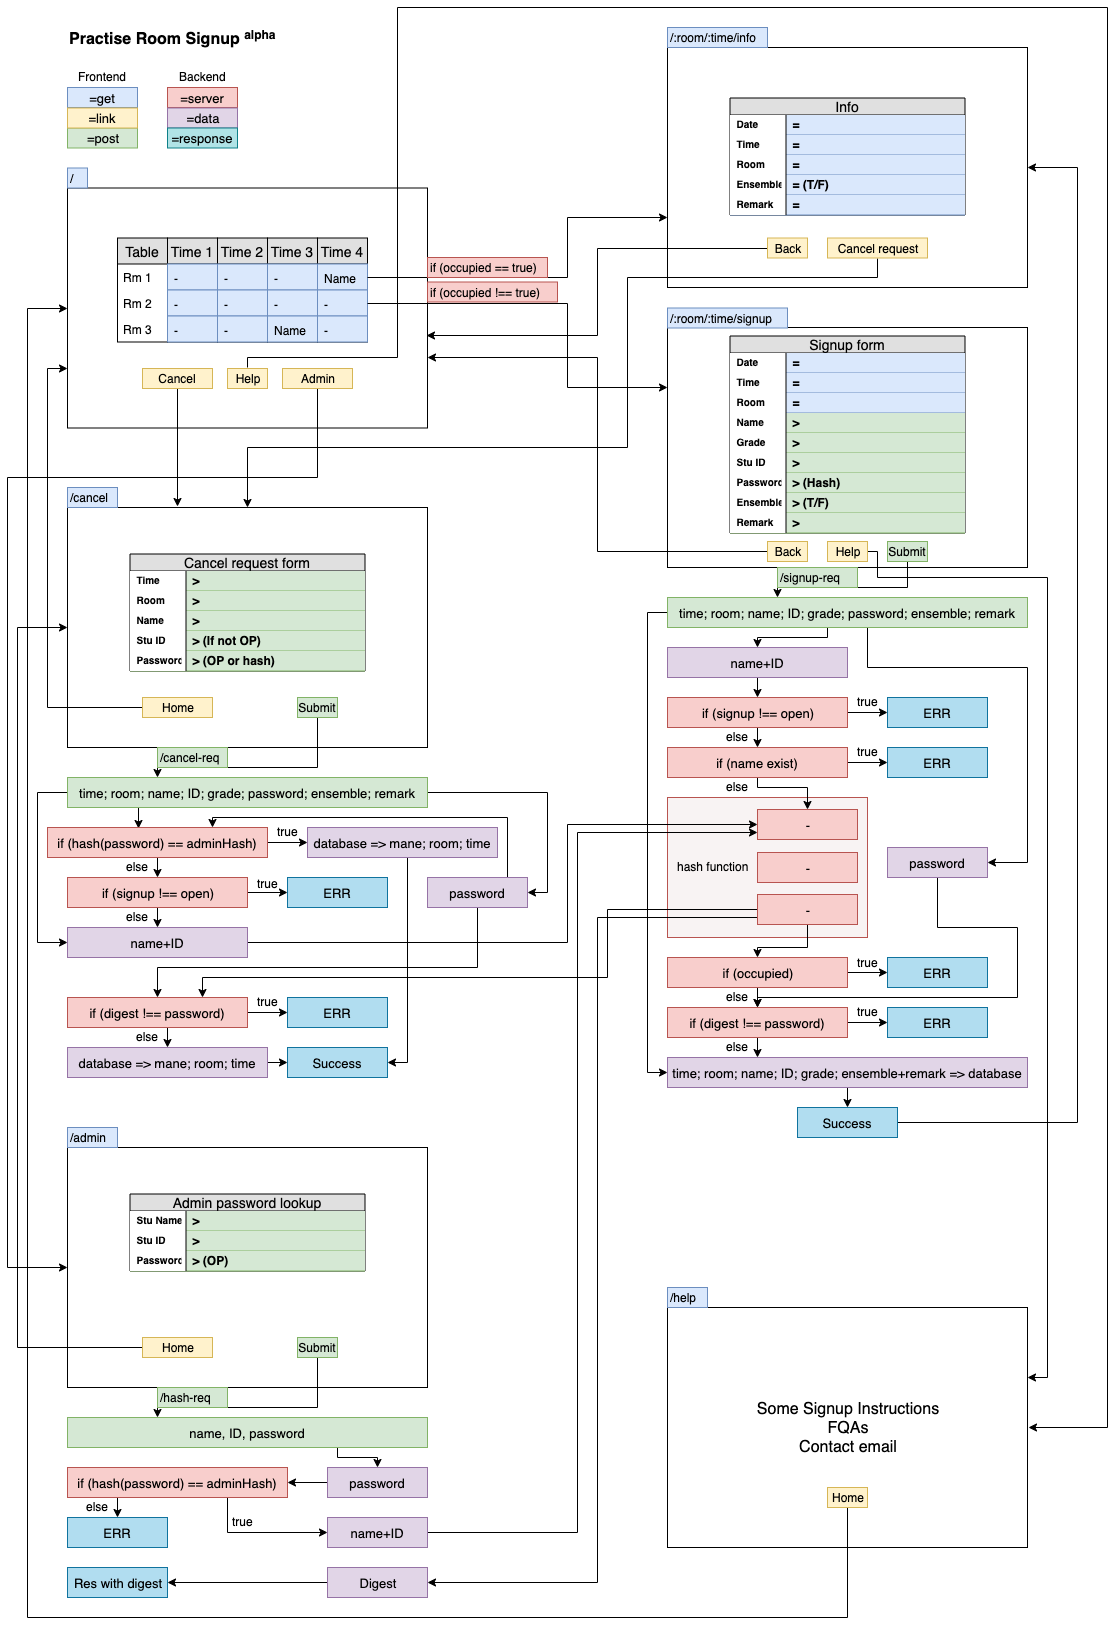 Practise Room Signup alpha
Frontend
=get
=link
=post
Backend
=server
=data
=response
/
Table Time 1 Time 2 Time 3 Time 4
Rm 1 - - - Name
Rm 2 - - - -
Rm 3 - - Name -
Cancel Help Admin
if (occupied == true)
if (occupied !== true)
/:room/:time/info
Info
Date =
Time =
Room =
Ensemble = (T/F)
Remark =
Back Cancel request
/:room/:time/signup
Signup form
Date =
Time =
Room =
Name >
Grade >
Stu ID >
Password > (Hash)
Ensemble > (T/F)
Remark >
Back Help Submit
/signup-req
time; room; name; ID; grade; password; ensemble; remark
name+ID
if (signup !== open) true ERR
else
if (name exist) true ERR
else
-
hash function -
-
password
if (occupied) true ERR
else
if (digest !== password) true ERR
else
time; room; name; ID; grade; ensemble+remark => database
Success
/cancel
Cancel request form
Time >
Room >
Name >
Stu ID > (If not OP)
Password > (OP or hash)
Home Submit
/cancel-req
time; room; name; ID; grade; password; ensemble; remark
if (hash(password) == adminHash) true database => mane; room; time
else
if (signup !== open) true ERR
password
else
name+ID
if (digest !== password) true ERR
else
database => mane; room; time Success
/admin
Admin password lookup
Stu Name >
Stu ID >
Password > (OP)
Home Submit
/hash-req
name, ID, password
if (hash(password) == adminHash) password
else
true
ERR
name+ID
Res with digest Digest
/help
Some Signup Instructions
FQAs
Contact email
Home